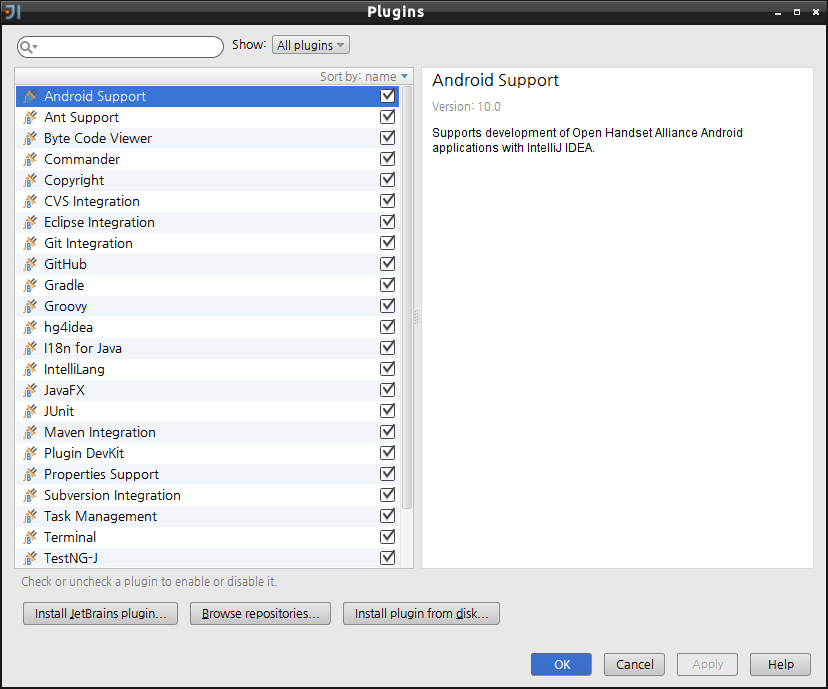 Plugins
Show: All plugins
Sort by: name
Android Support
Ant Support
Byte Code Viewer
Commander
Copyright
CVS Integration
Eclipse Integration
Git Integration
GitHub
Gradle
Groovy
hg4idea
I18n for Java
IntelliLang
JavaFX
JUnit
Maven Integration
Plugin DevKit
Properties Support
Subversion Integration
Task Management
Terminal
TestNG-J
Android Support
Version: 10.0
Supports development of Open Handset Alliance Android
applications with IntelliJ IDEA.
Check or uncheck a plugin to enable or disable it.
Install JetBrains plugin... Browse repositories... Install plugin from disk...
OK Cancel Apply Help